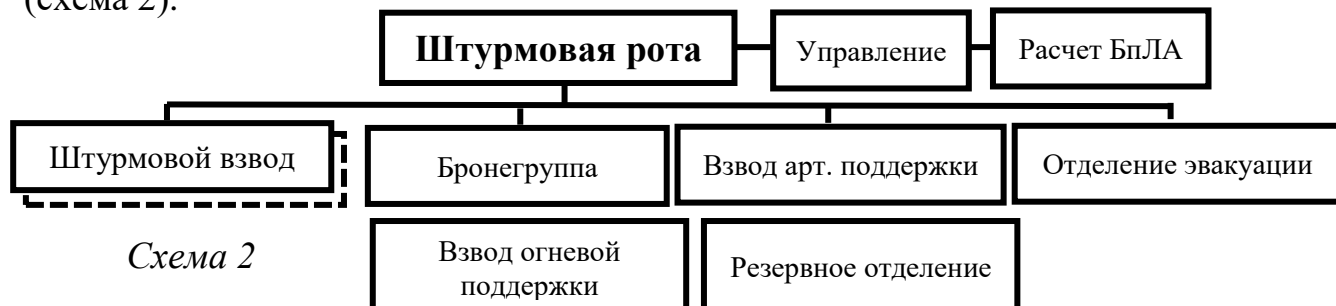 (схема 2).
Штурмовая рота
Управление
Расчет БпЛА
Штурмовой взвод
Бронегруппа
Взвод арт. поддержки
Отделение эвакуации
Схема 2
Взвод огневой
поддержки
Резервное отделение